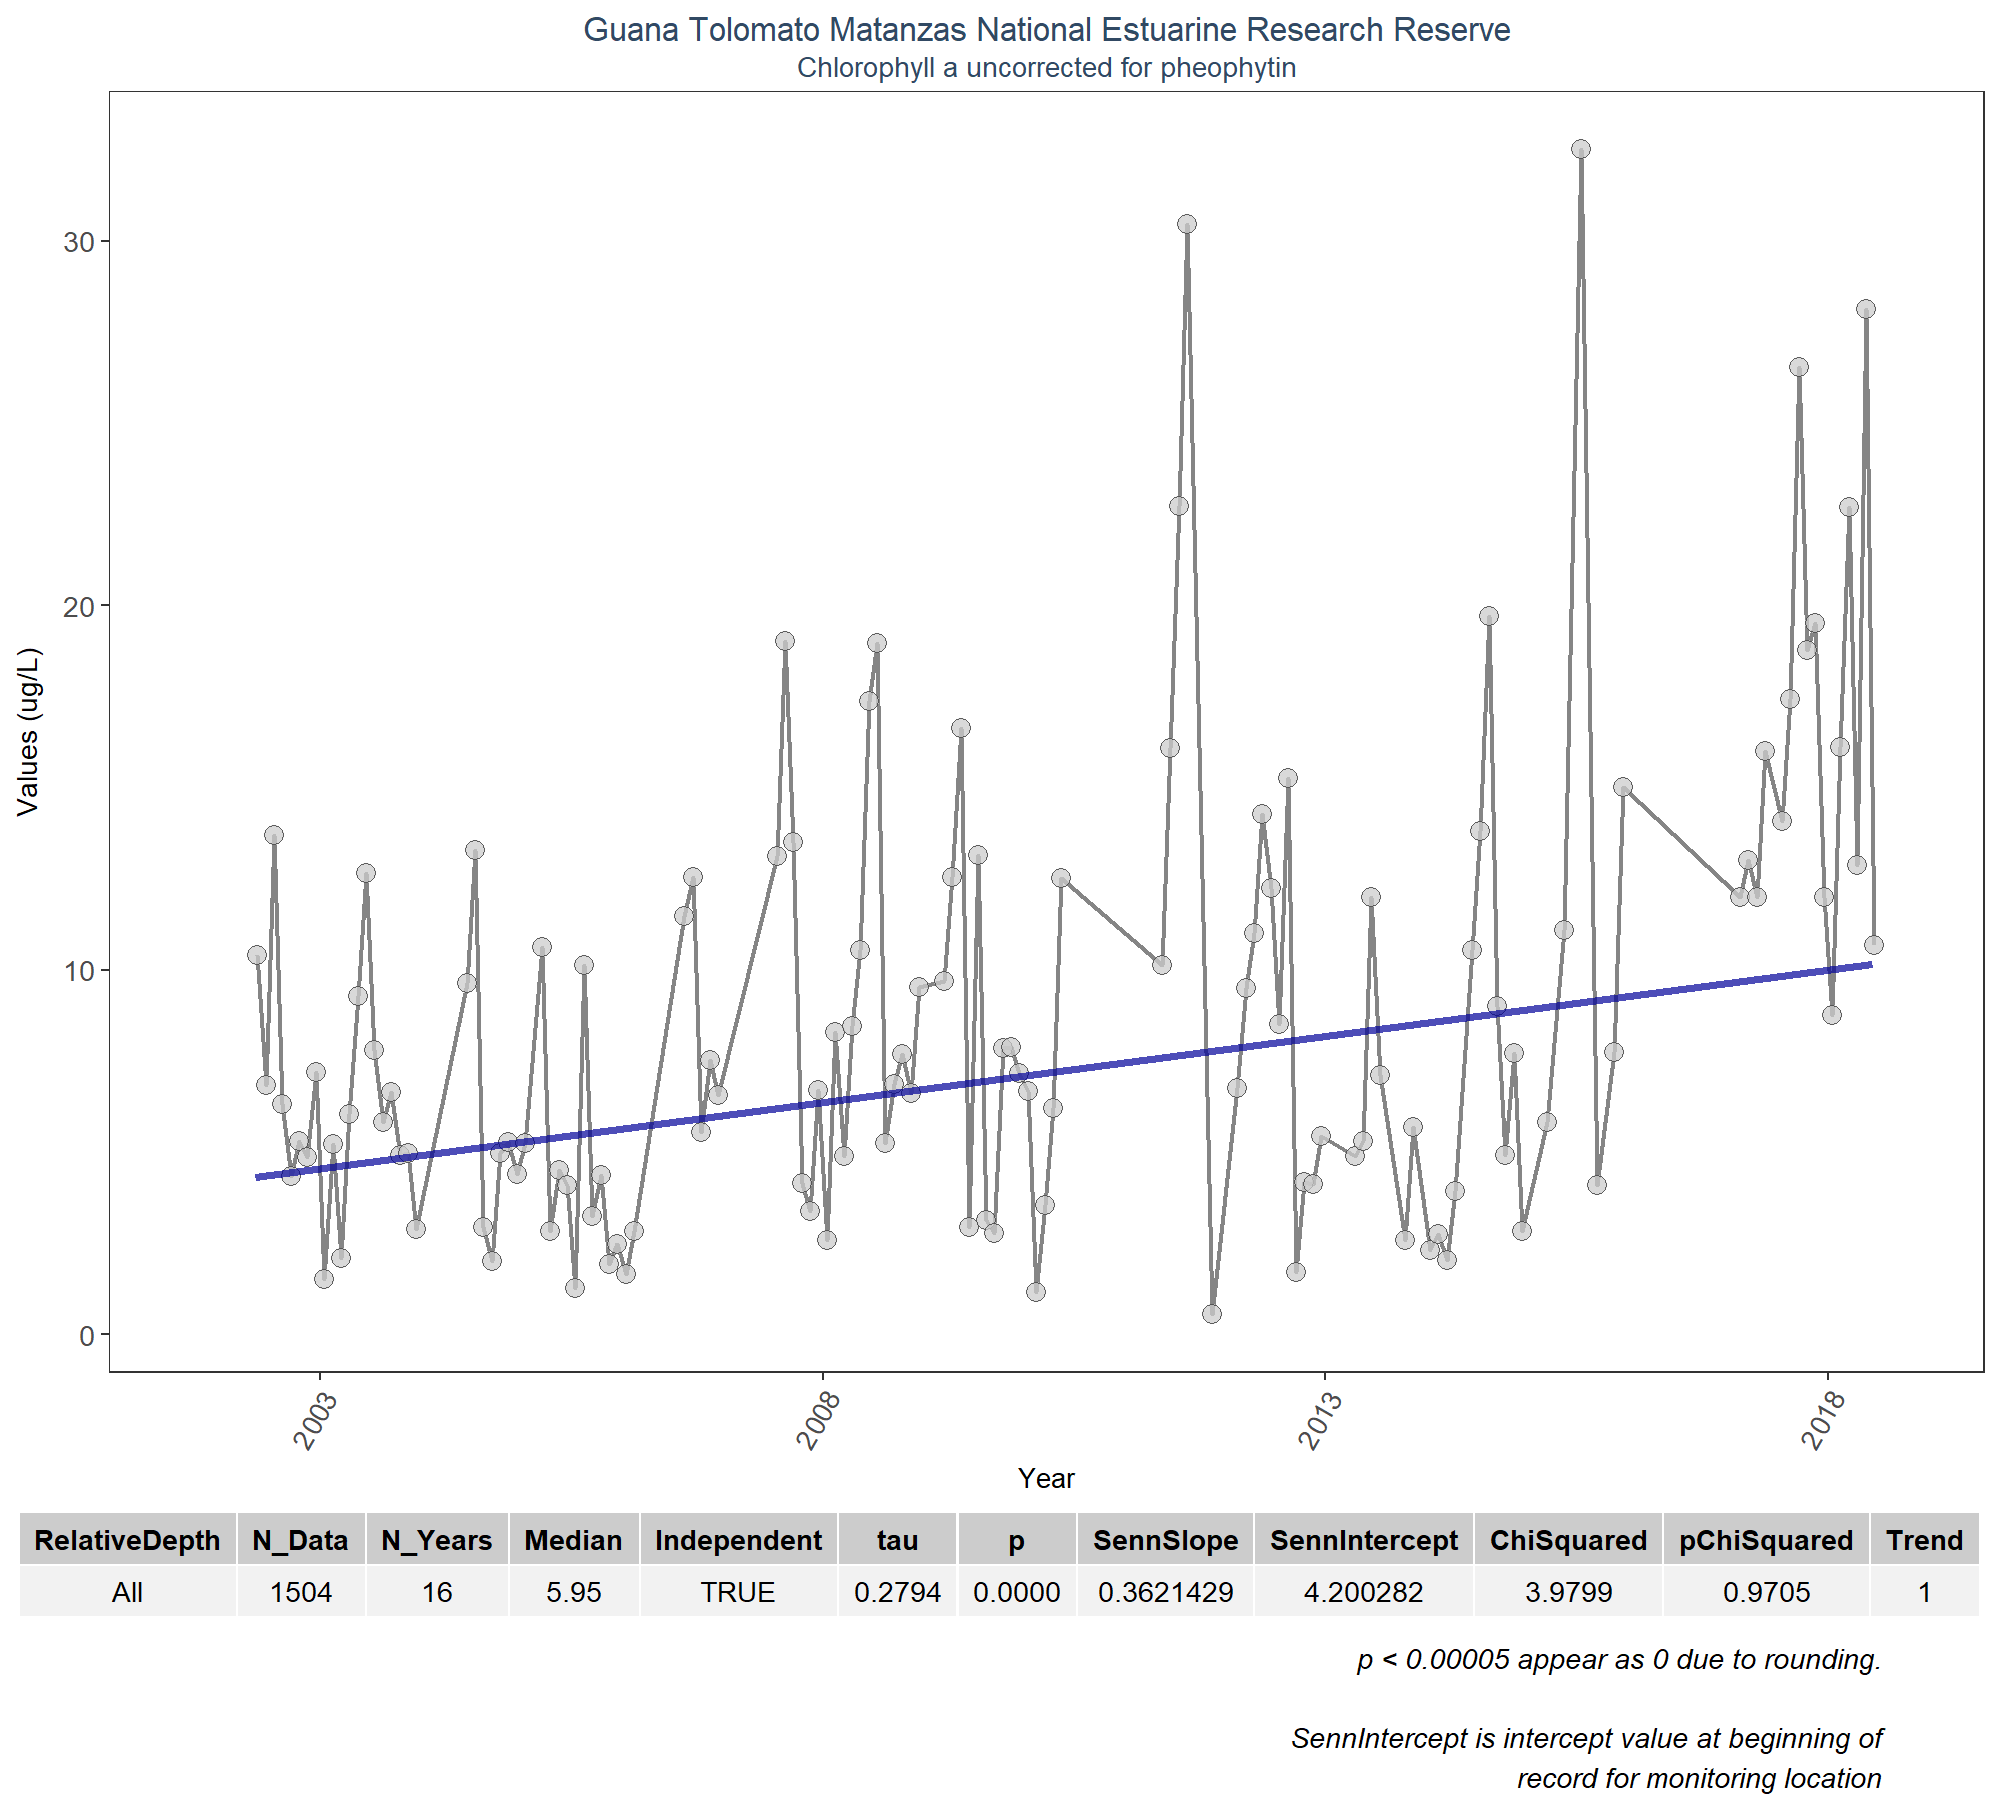 Guana Tolomato Matanzas National Estuarine Research Reserve
Chlorophyll a uncorrected for pheophytin
30
20
10
0
Values (ug/L)
2003
2008
2013
2018
Year
RelativeDepth N_Data N_Years Median Independent tau p SennSlope SennIntercept ChiSquared pChiSquared Trend
All 1504 16 5.95 TRUE 0.2794 0.0000 0.3621429 4.200282 3.9799 0.9705 1
p < 0.00005 appear as 0 due to rounding.
SennIntercept is intercept value at beginning of
record for monitoring location